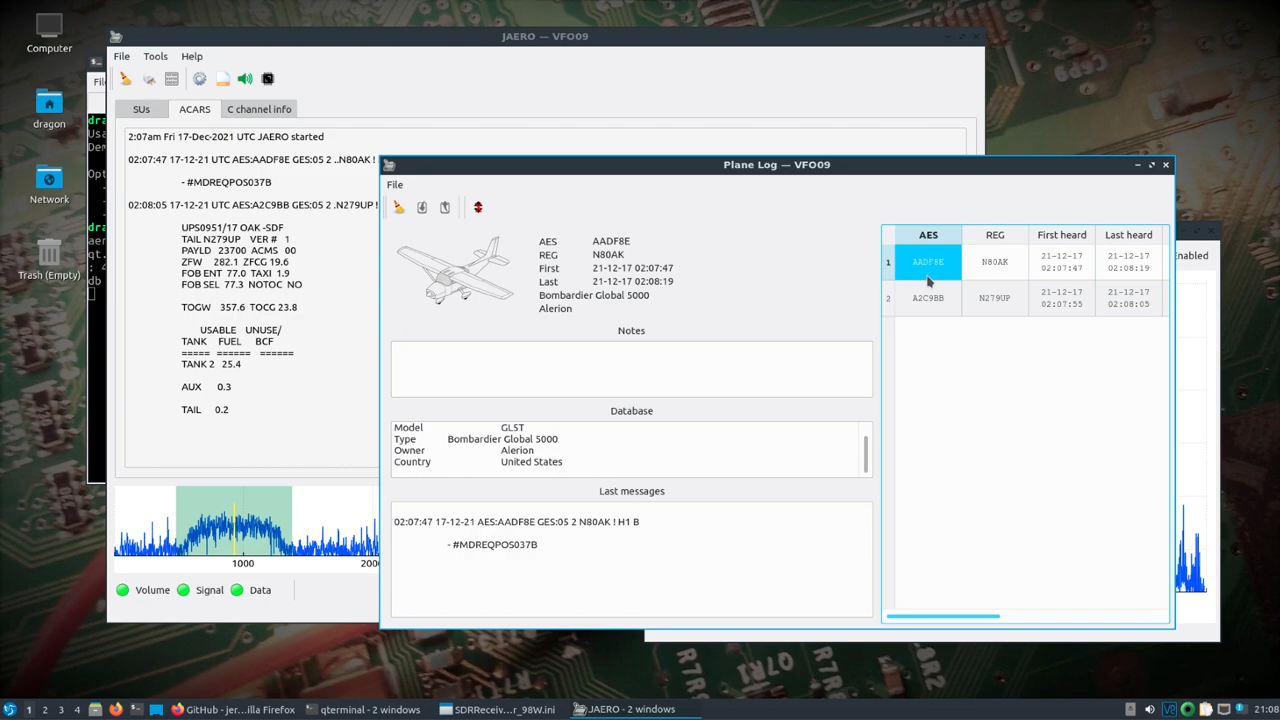 Computer
dragon
Network
Trash (Empty)
JAERO — VFO09
File Tools Help
SUs ACARS C channel info
2:07am Fri 17-Dec-2021 UTC JAERO started
02:07:47 17-12-21 UTC AES:AADF8E GES:05 2 ..N80AK !
- #MDREQPOS037B
02:08:05 17-12-21 UTC AES:A2C9BB GES:05 2 .N279UP !
UPS0951/17 OAK -SDF
TAIL N279UP VER # 1
PAYLD 23700 ACMS 00
ZFW 282.1 ZFCG 19.6
FOB ENT 77.0 TAXI 1.9
FOB SEL 77.3 NOTOC NO
TOGW 357.6 TOCG 23.8
USABLE UNUSE/
TANK FUEL BCF
===== ====== ======
TANK 2 25.4
AUX 0.3
TAIL 0.2
1000 2000
Volume Signal Data
Plane Log — VFO09
File
AES AADF8E
REG N80AK
First 21-12-17 02:07:47
Last 21-12-17 02:08:19
Bombardier Global 5000
Alerion
Notes
Database
Model GL5T
Type Bombardier Global 5000
Owner Alerion
Country United States
Last messages
02:07:47 17-12-21 AES:AADF8E GES:05 2 N80AK ! H1 B
- #MDREQPOS037B
AES REG First heard Last heard
1 AADF8E N80AK 21-12-17 02:07:47 21-12-17 02:08:19
2 A2C9BB N279UP 21-12-17 02:07:55 21-12-17 02:08:05
1 2 3 4 GitHub - jer...illa Firefox qterminal - 2 windows SDRReceiv...r_98W.ini JAERO - 2 windows 21:08